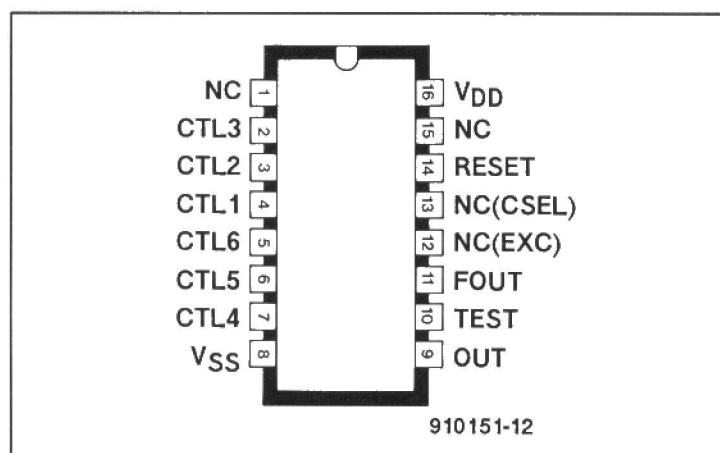 NC 1 16 VDD
CTL3 2 15 NC
CTL2 3 14 RESET
CTL1 4 13 NC(CSEL)
CTL6 5 12 NC(EXC)
CTL5 6 11 FOUT
CTL4 7 10 TEST
VSS 8 9 OUT
910151-12